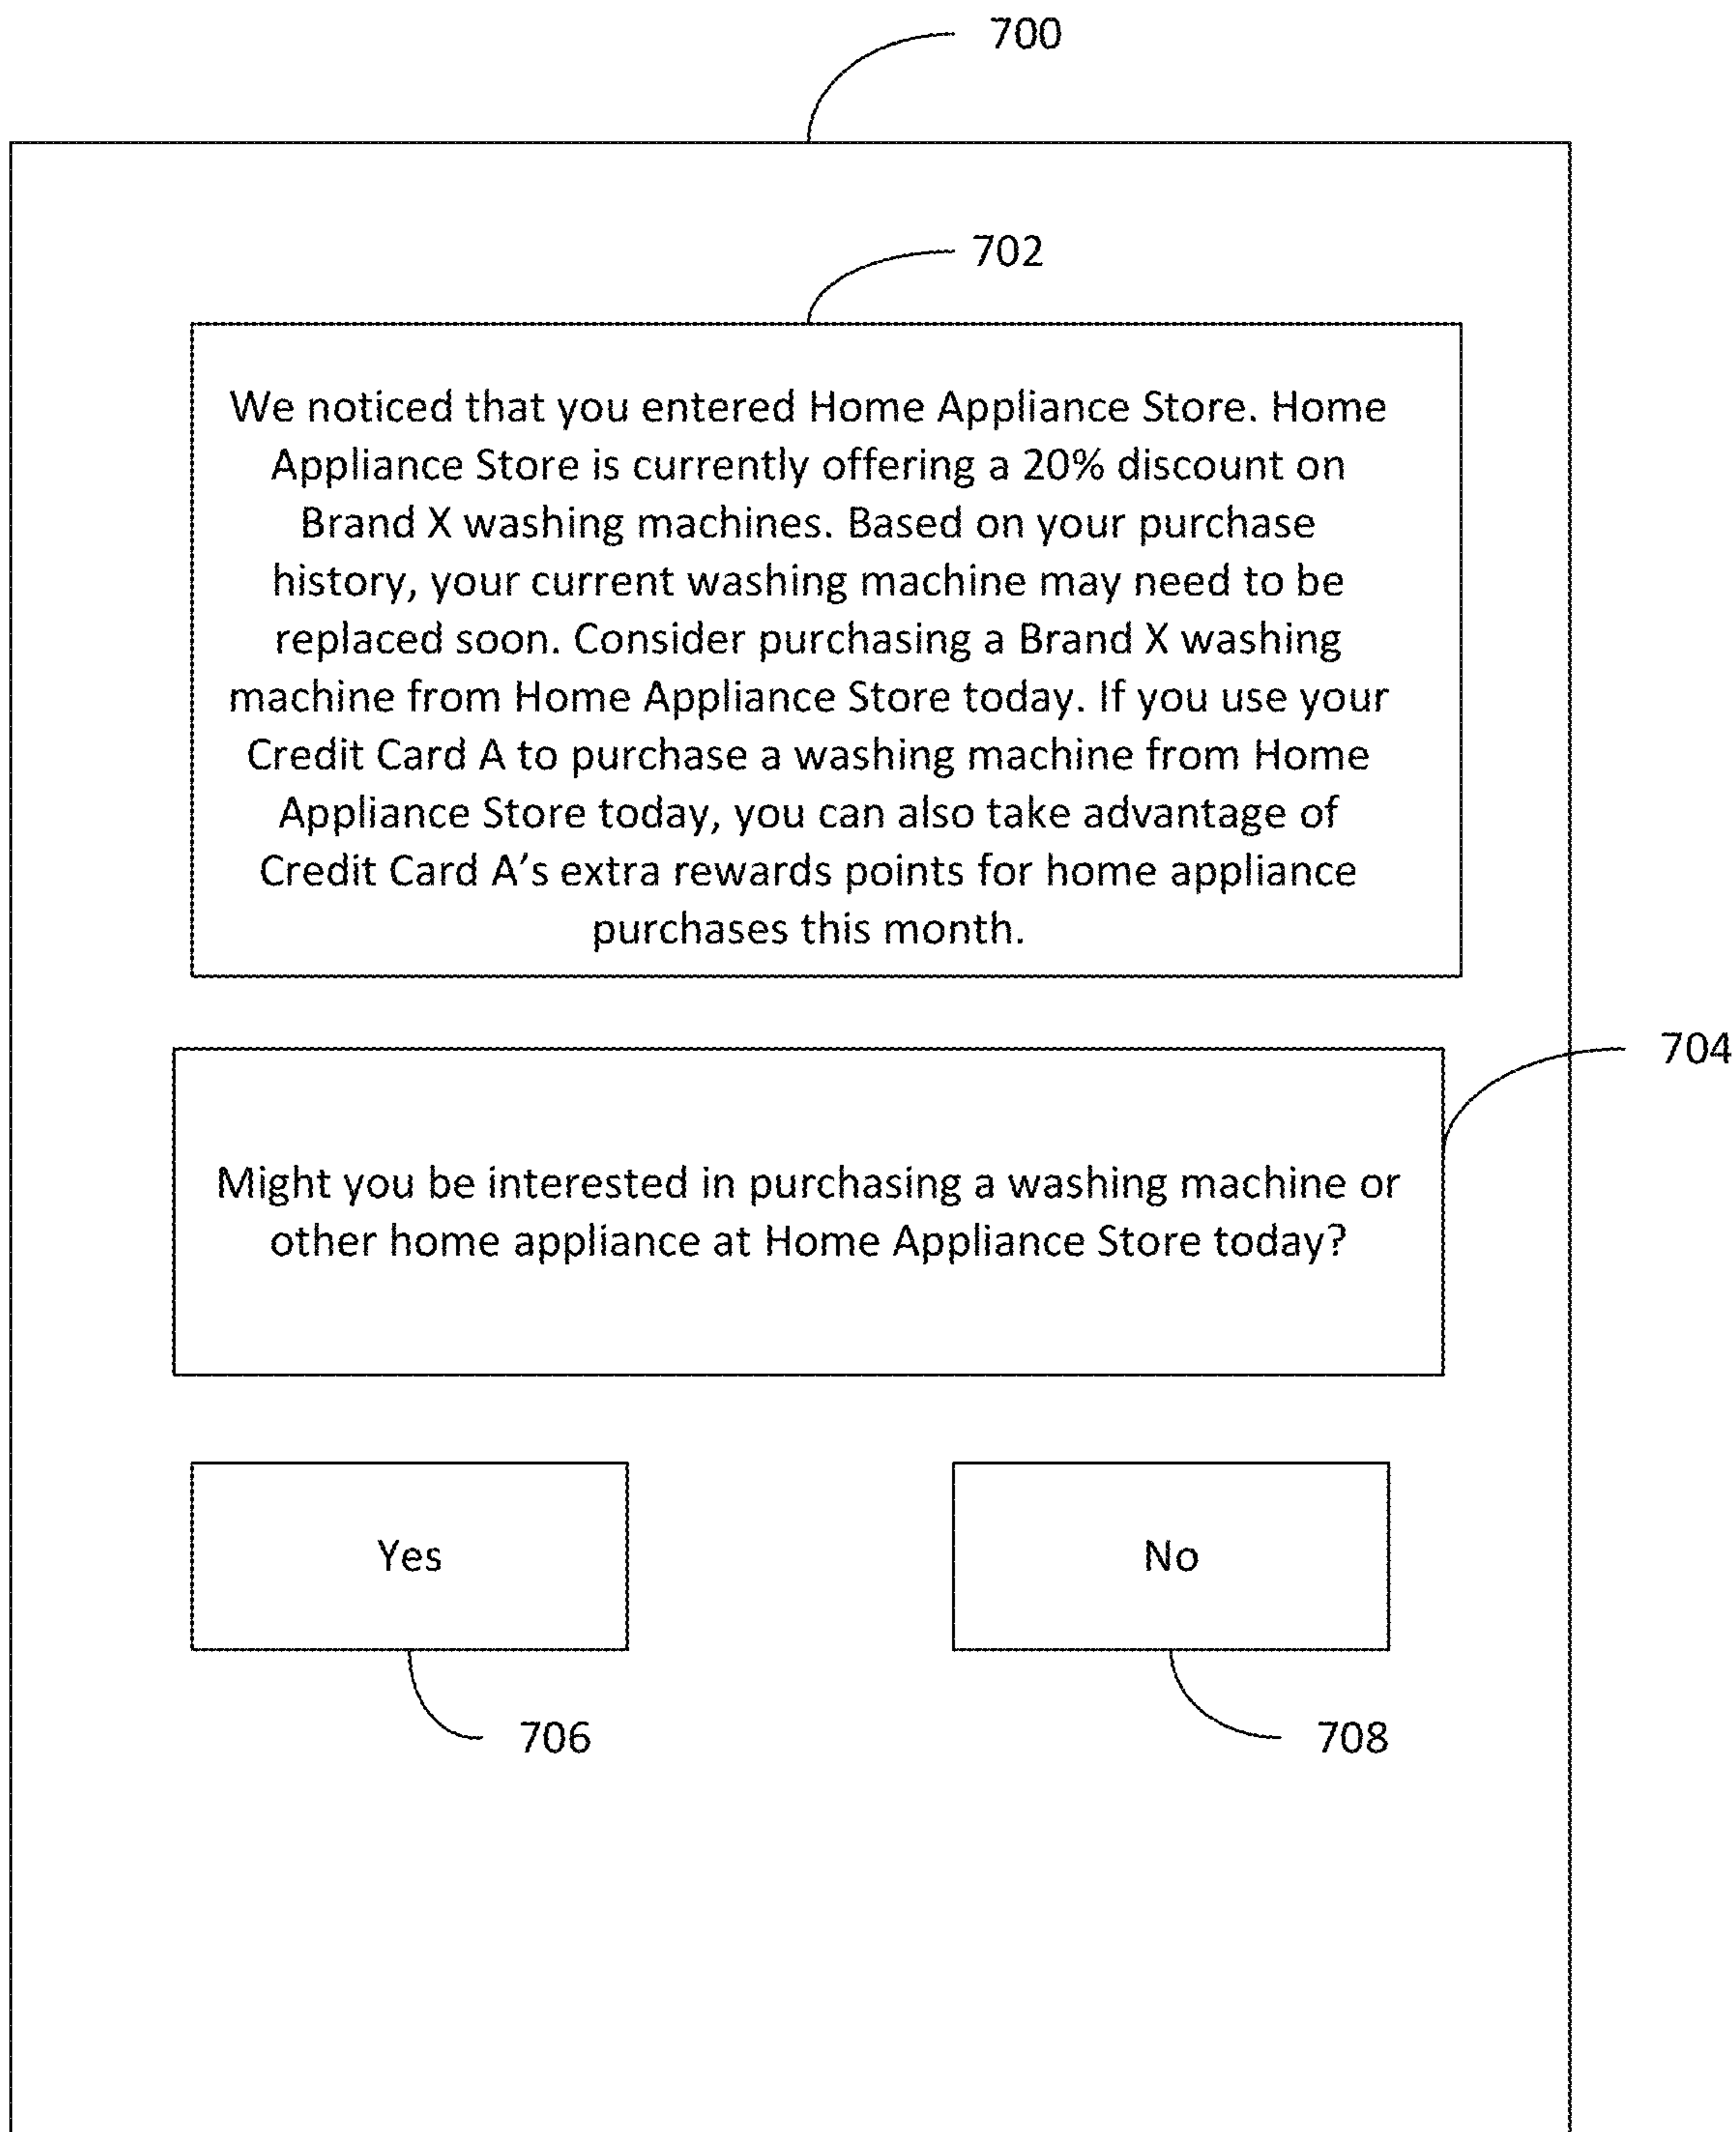 700
702
We noticed that you entered Home Appliance Store. Home
Appliance Store is currently offering a 20% discount on
Brand X washing machines. Based on your purchase
history, your current washing machine may need to be
replaced soon. Consider purchasing a Brand X washing
machine from Home Appliance Store today. If you use your
Credit Card A to purchase a washing machine from Home
Appliance Store today, you can also take advantage of
Credit Card A’s extra rewards points for home appliance
purchases this month.
704
Might you be interested in purchasing a washing machine or
other home appliance at Home Appliance Store today?
Yes
No
706
708